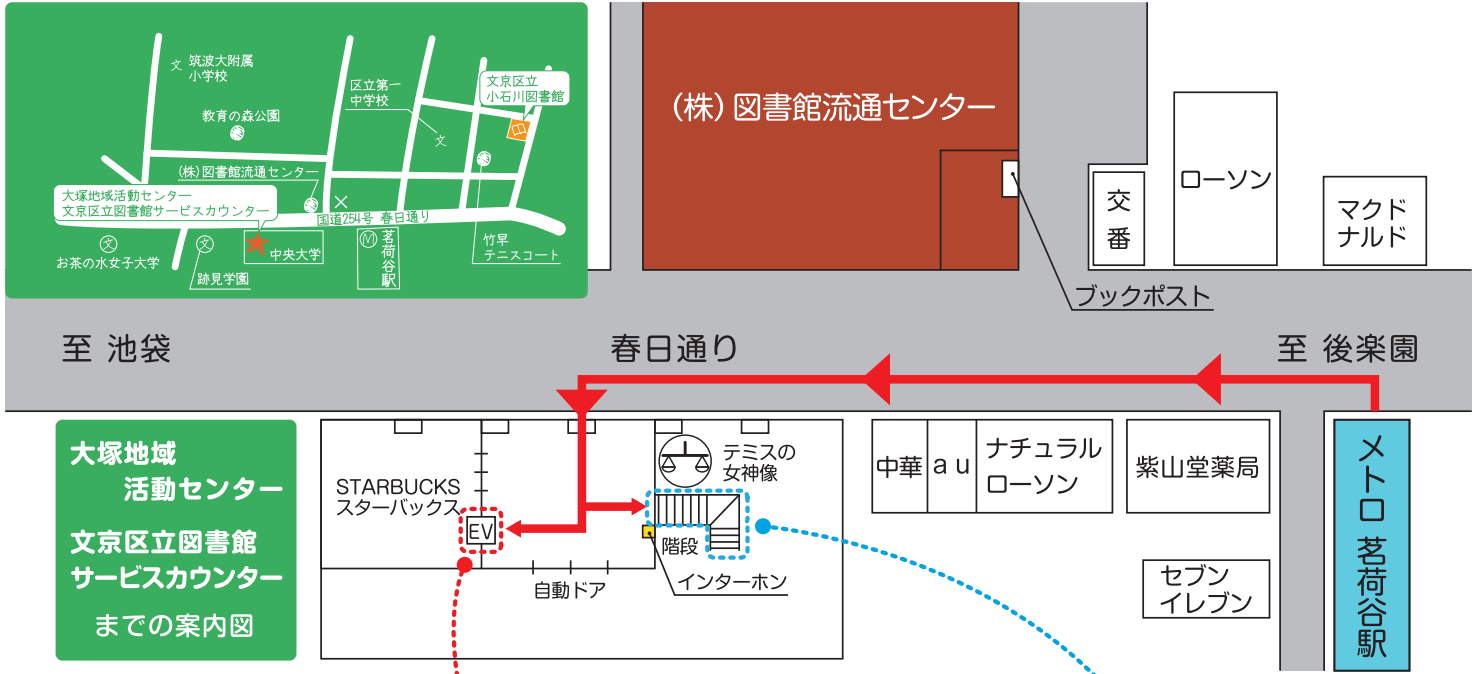 筑波大附属
小学校
教育の森公園
区立第一
中学校
文京区立
小石川図書館
(株)図書館流通センター
大塚地域活動センター
文京区立図書館サービスカウンター
国道254号 春日通り
お茶の水女子大学
跡見学園
中央大学
M
茗荷谷駅
竹早
テニスコート
文
文
文
文
(株)図書館流通センター
交番
ローソン
マクド
ナルド
ブックポスト
至 池袋
春日通り
至 後楽園
大塚地域
活動センター
文京区立図書館
サービスカウンター
までの案内図
STARBUCKS
スターバックス
EV
自動ドア
テミスの
女神像
階段
インターホン
中華
au
ナチュラル
ローソン
紫山堂薬局
セブン
イレブン
メトロ 茗荷谷駅